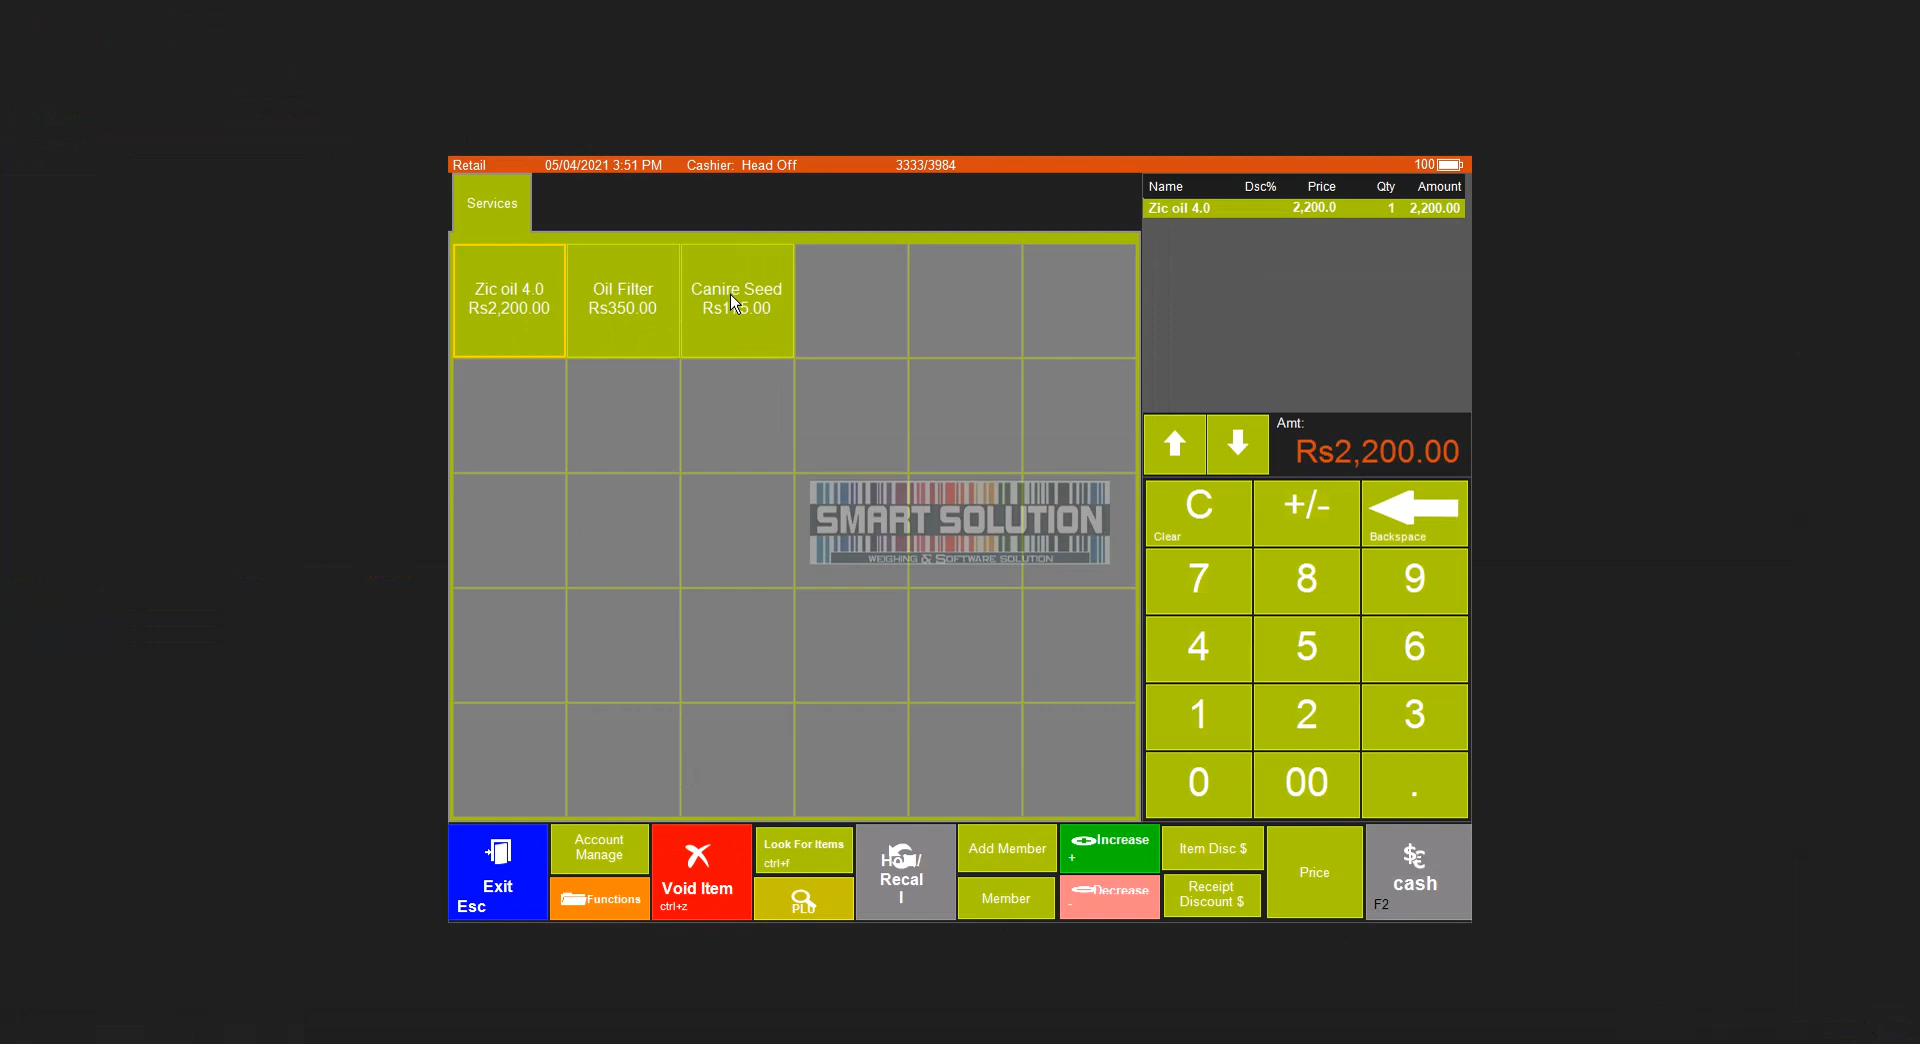 Retail 05/04/2021 3:51 PM Cashier: Head Off 3333/3984 100
Services
Name Dsc% Price Qty Amount
Zic oil 4.0 2,200.0 1 2,200.00
Zic oil 4.0
Rs2,200.00
Oil Filter
Rs350.00
Canire Seed
Amt:
Rs2,200.00
SMART SOLUTION
WEIGHING & SOFTWARE SOLUTION
C
Clear
+/-
Backspace
7 8 9
4 5 6
1 2 3
0 00 .
Exit
Esc
Account
Manage
Functions
Void Item
ctrl+z
Look For Items
ctrl+f
PLU
Recal
l
Add Member
Member
Increase
+
Decrease
-
Item Disc $
Receipt
Discount $
Price
cash
F2